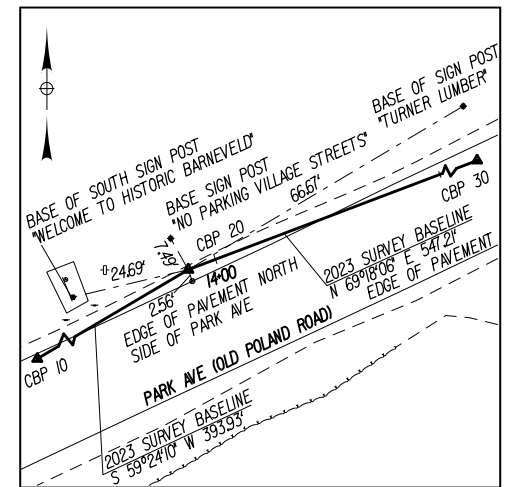 BASE OF SIGN POST
"TURNER LUMBER"
BASE OF SOUTH SIGN POST
"WELCOME TO HISTORIC BARNEVELD"
BASE SIGN POST
"NO PARKING VILLAGE STREETS"
66.67'
7.49'
CBP 20
CBP 30
24.69'
14+00
2.56'
EDGE OF PAVEMENT NORTH
SIDE OF PARK AVE
2023 SURVEY BASELINE
N 69°18'06" E 547.21'
EDGE OF PAVEMENT
CBP 10
PARK AVE (OLD POLAND ROAD)
2023 SURVEY BASELINE
S 59°24'10" W 393.93'